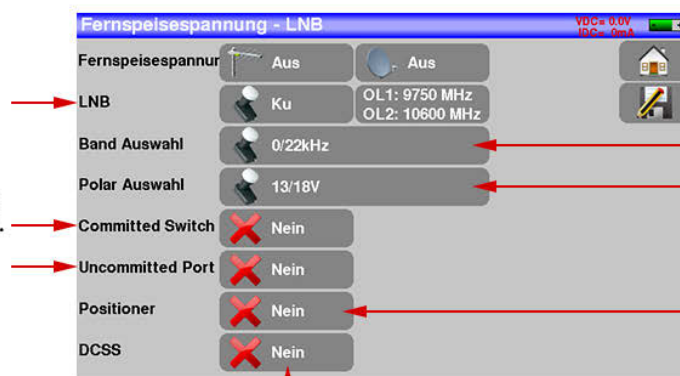 Fernspeisespannung - LNB
VDC= 0.0V
IDC= 0mA
Fernspeisespannur Aus Aus
LNB Ku OL1: 9750 MHz
OL2: 10600 MHz
Band Auswahl 0/22kHz
Polar Auswahl 13/18V
Committed Switch Nein
Uncommitted Port Nein
Positioner Nein
DCSS Nein